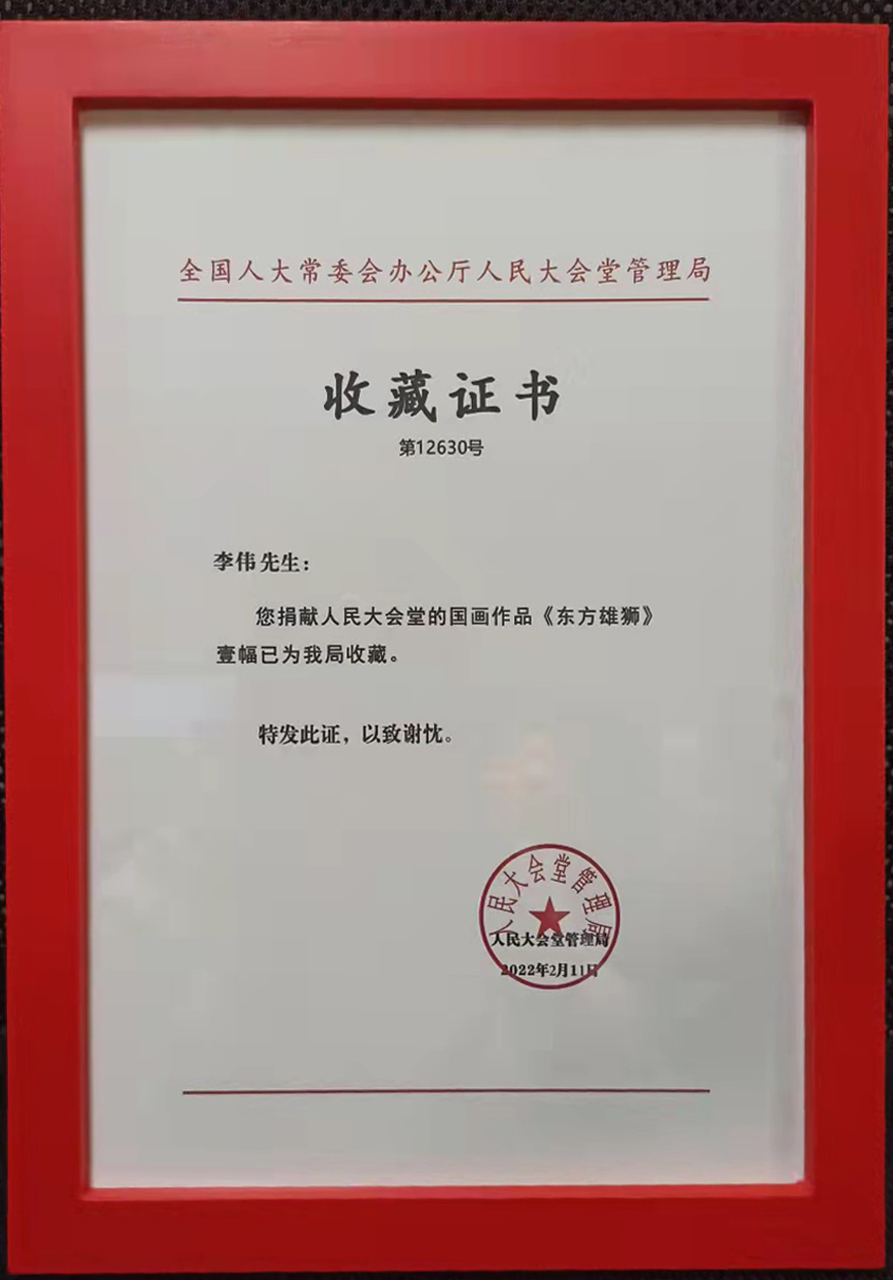 全国人大常委会办公厅人民大会堂管理局
收藏证书
第12630号
李伟先生：
您捐献人民大会堂的国画作品《东方雄狮》
壹幅已为我局收藏。
特发此证，以致谢忱。
人民大会堂管理局
人民大会堂管理局
2022年2月11日